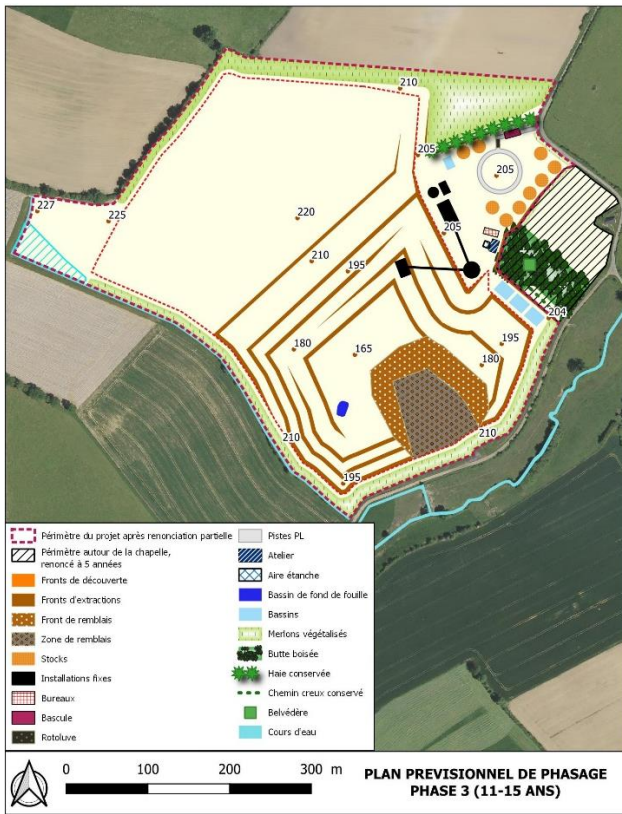 210
205
205
227
225
220
205
210
195
204
180
165
195
180
210
210
195
Périmètre du projet après renonciation partielle
Périmètre autour de la chapelle,
renoncé à 5 années
Fronts de découverte
Fronts d'extractions
Front de remblais
Zone de remblais
Stocks
Installations fixes
Bureaux
Bascule
Rotoluve
Pistes PL
Atelier
Aire étanche
Bassin de fond de fouille
Bassins
Merlons végétalisés
Butte boisée
Haie conservée
Chemin creux conservé
Belvédère
Cours d'eau
0 100 200 300 m
PLAN PREVISIONNEL DE PHASAGE
PHASE 3 (11-15 ANS)